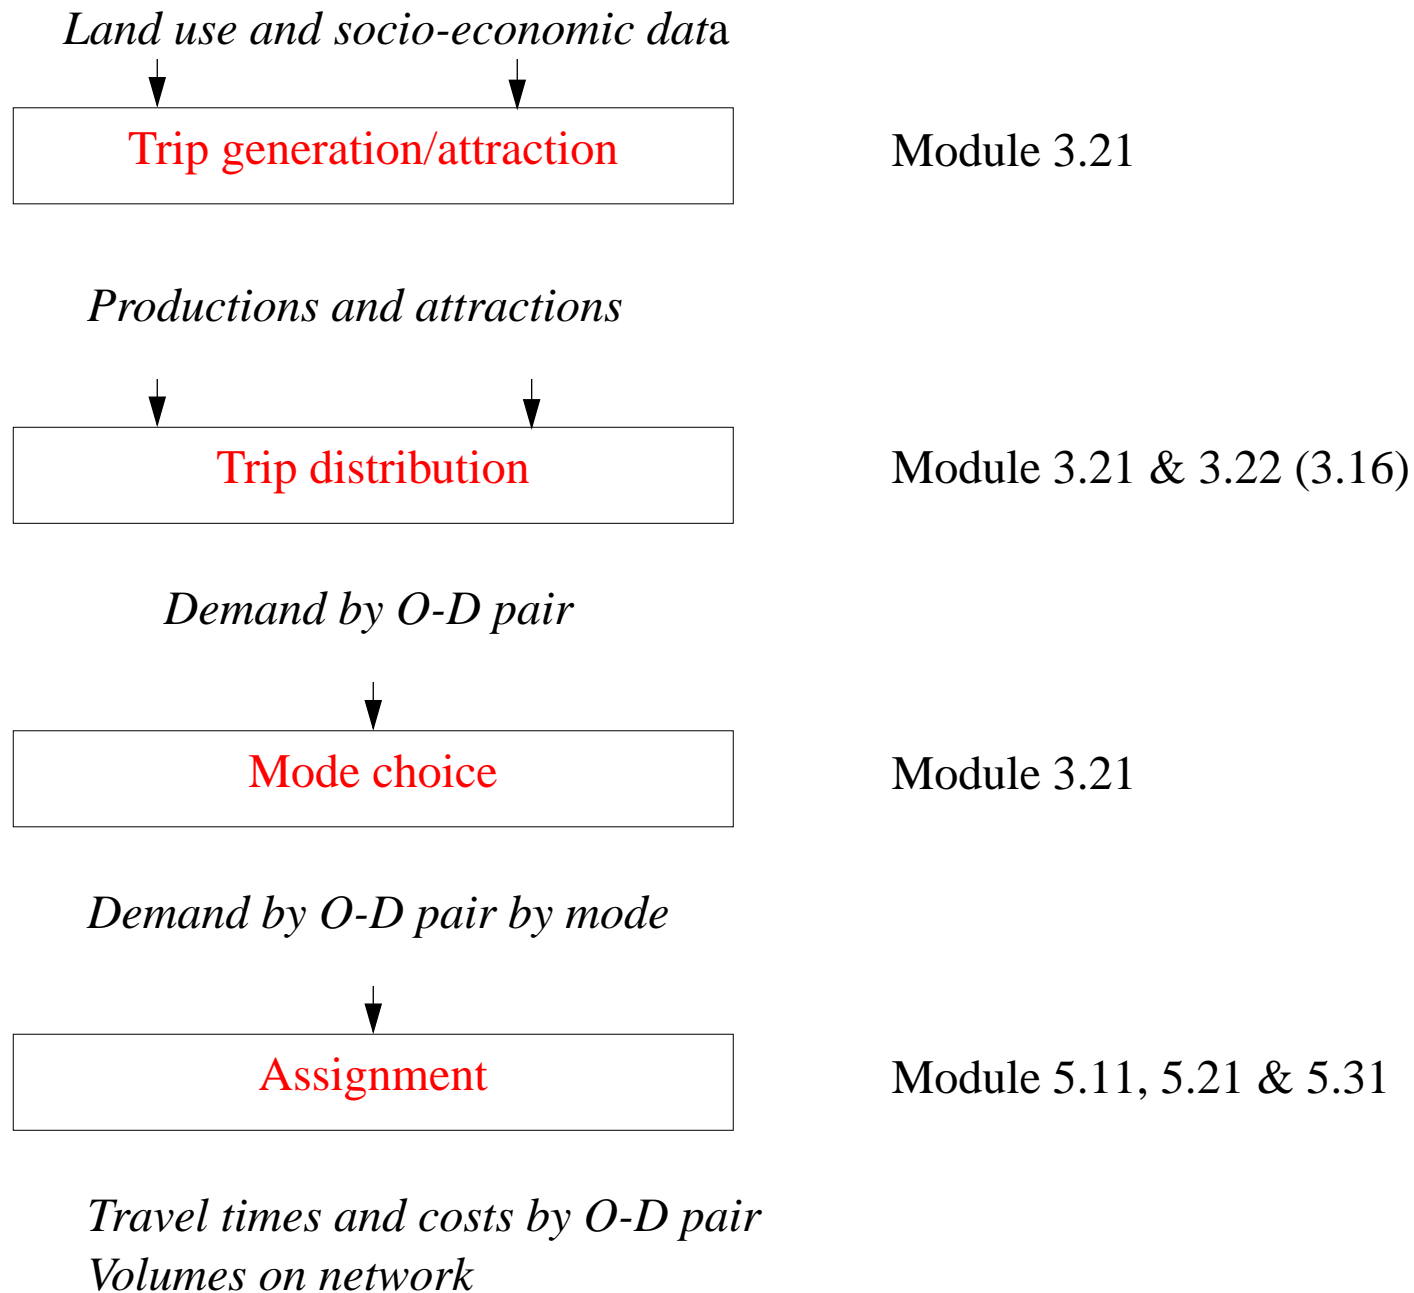 Land use and socio-economic data
Trip generation/attraction
Module 3.21
Productions and attractions
Trip distribution
Module 3.21 & 3.22 (3.16)
Demand by O-D pair
Mode choice
Module 3.21
Demand by O-D pair by mode
Assignment
Module 5.11, 5.21 & 5.31
Travel times and costs by O-D pair
Volumes on network